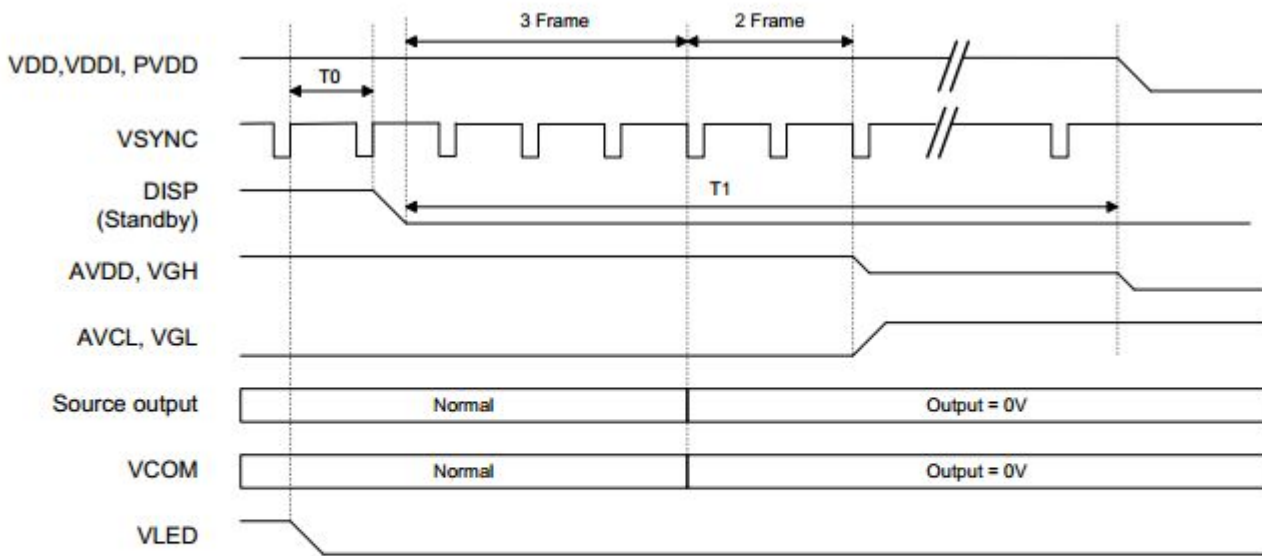 3 Frame
2 Frame
VDD,VDDI, PVDD
T0
VSYNC
DISP
(Standby)
T1
AVDD, VGH
AVCL, VGL
Source output
Normal
Output = 0V
VCOM
Normal
Output = 0V
VLED